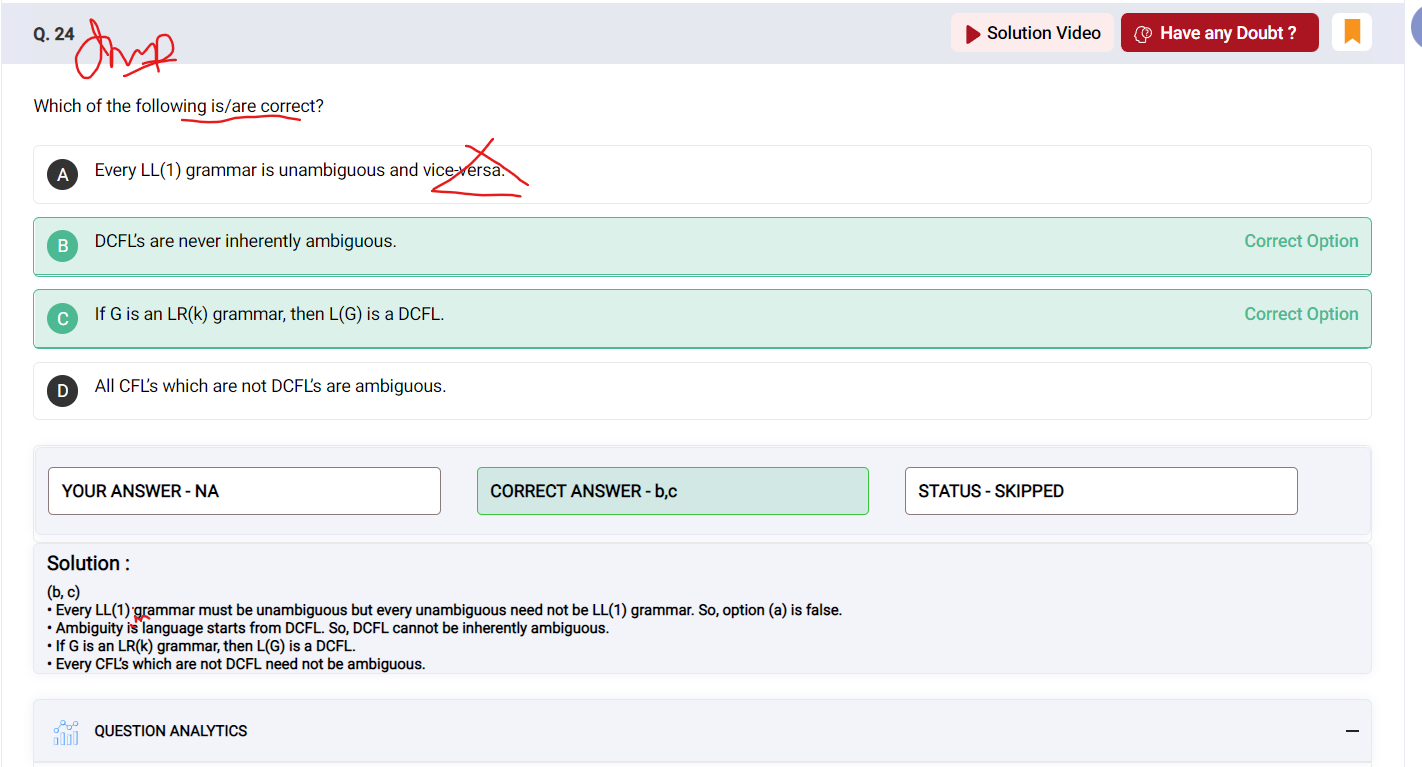 Q. 24
Imp
Solution Video
Have any Doubt ?
Which of the following is/are correct?
A Every LL(1) grammar is unambiguous and vice-versa.
B DCFL's are never inherently ambiguous. Correct Option
C If G is an LR(k) grammar, then L(G) is a DCFL. Correct Option
D All CFL's which are not DCFL's are ambiguous.
YOUR ANSWER - NA
CORRECT ANSWER - b,c
STATUS - SKIPPED
Solution :
(b, c)
• Every LL(1) grammar must be unambiguous but every unambiguous need not be LL(1) grammar. So, option (a) is false.
• Ambiguity is language starts from DCFL. So, DCFL cannot be inherently ambiguous.
• If G is an LR(k) grammar, then L(G) is a DCFL.
• Every CFL's which are not DCFL need not be ambiguous.
QUESTION ANALYTICS